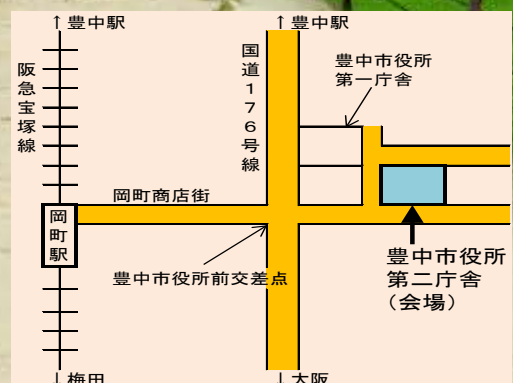 ↑豊中駅
↑豊中駅
阪急宝塚線
国道176号線
豊中市役所
第一庁舎
岡町商店街
岡町駅
豊中市役所前交差点
豊中市役所
第二庁舎
(会場)
↓梅田
↓大阪